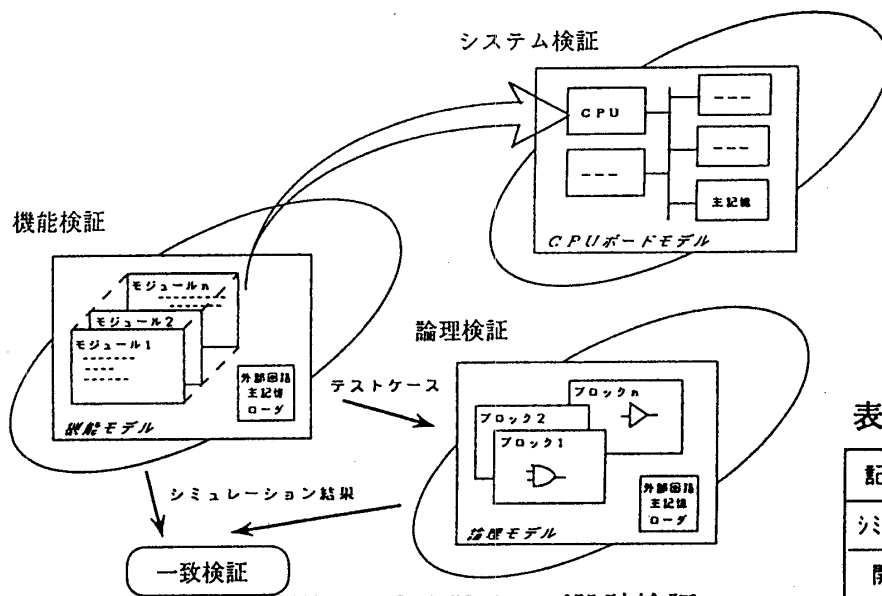 システム検証
CPU
---
---
---
主記憶
CPUボードモデル
機能検証
モジュールn
モジュール2
モジュール1
外部回路
主記憶
ローダ
機能モデル
論理検証
テストケース
ブロックn
ブロック2
ブロック1
外部回路
主記憶
ローダ
論理モデル
シミュレーション結果
一致検証
表